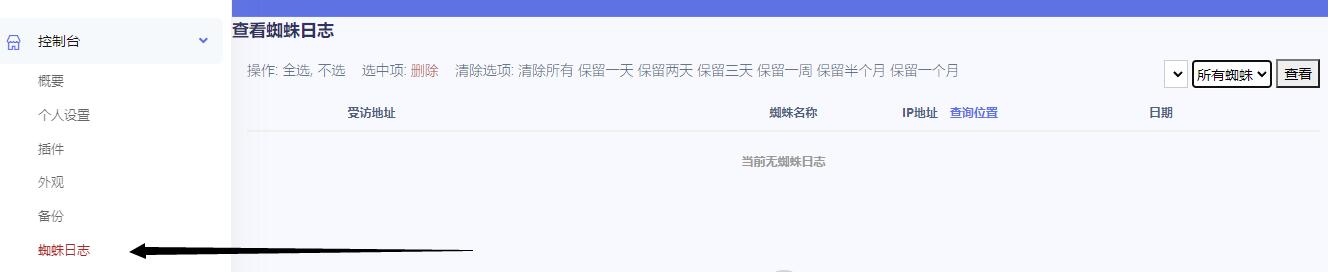 控制台
概要
个人设置
插件
外观
备份
蜘蛛日志
查看蜘蛛日志
操作: 全选, 不选 选中项: 删除 清除选项: 清除所有 保留一天 保留两天 保留三天 保留一周 保留半个月 保留一个月
所有蜘蛛 查看
受访地址 蜘蛛名称 IP地址 查询位置 日期
当前无蜘蛛日志